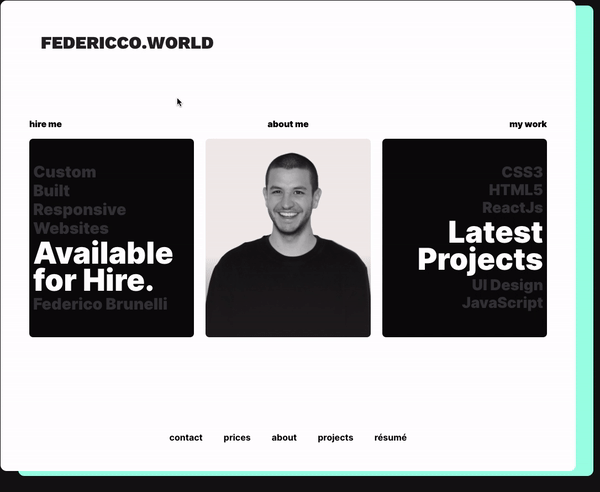 FEDERICCO.WORLD
hire me
about me
my work
Custom
Built
Responsive
Websites
Available
for Hire.
Federico Brunelli
CSS3
HTML5
ReactJs
Latest
Projects
UI Design
JavaScript
contact prices about projects résumé